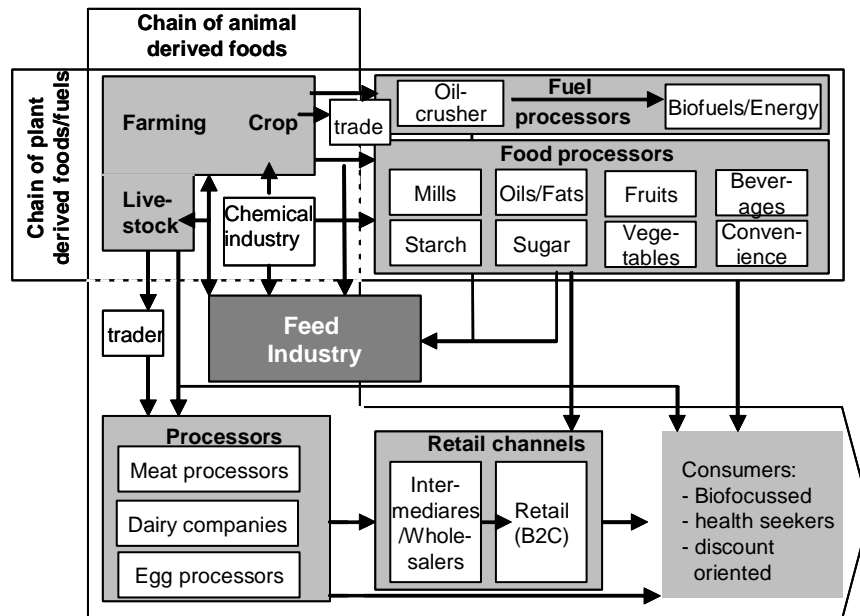 Chain of animal
derived foods
Chain of plant
derived foods/fuels
Farming
Crop
trade
Oil-
crusher
Fuel
processors
Biofuels/Energy
Food processors
Mills
Oils/Fats
Fruits
Bever-
ages
Starch
Sugar
Vege-
tables
Conven-
ience
Live-
stock
Chemical
industry
trader
Feed
Industry
Processors
Meat processors
Dairy companies
Egg processors
Retail channels
Inter-
mediares
/Whole-
salers
Retail
(B2C)
Consumers:
- Biofocussed
- health seekers
- discount
oriented